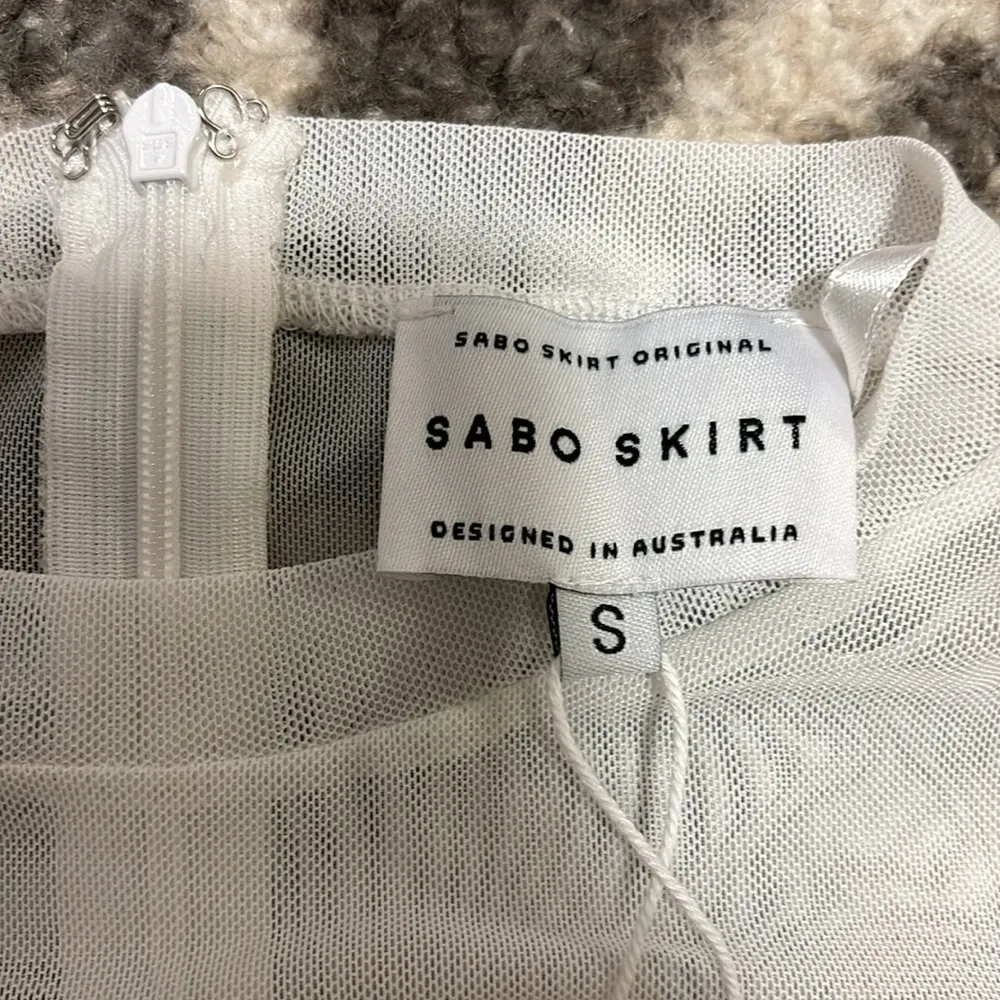 SABO SKIRT ORIGINAL
SABO SKIRT
DESIGNED IN AUSTRALIA
S